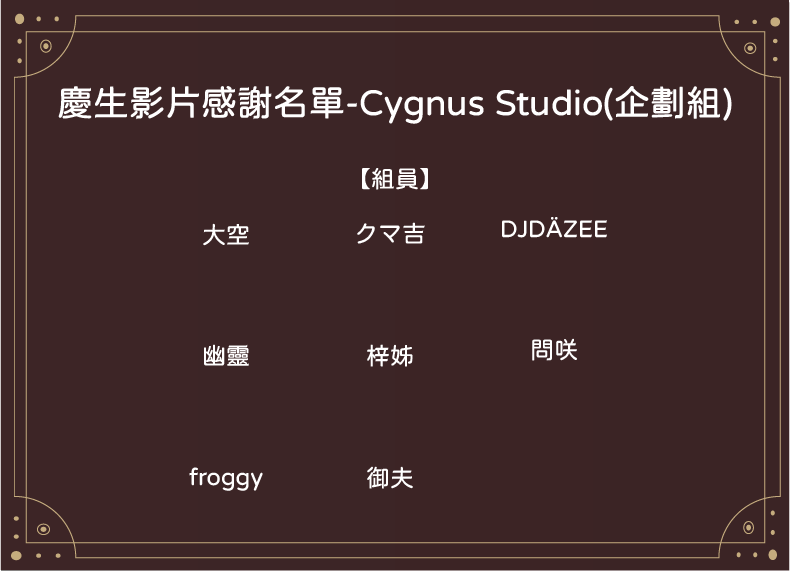 慶生影片感謝名單-Cygnus Studio(企劃組)
【組員】
大空 クマ吉 DJDÄZEE
幽靈 梓姊 問咲
froggy 御夫